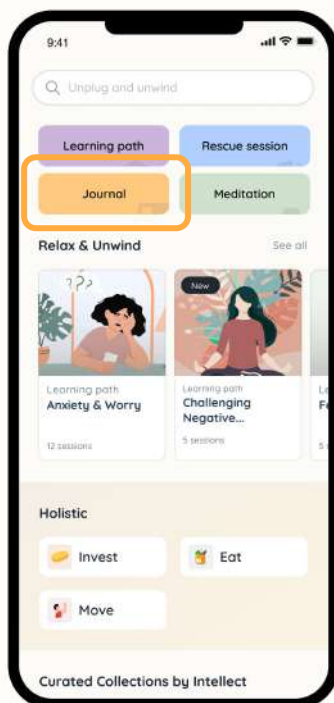 9:41
Unplug and unwind
Learning path
Rescue session
Journal
Meditation
Relax & Unwind
See all
???
New
Learning path
Anxiety & Worry
12 sessions
Learning path
Challenging
Negative...
5 sessions
Holistic
Invest
Eat
Move
Curated Collections by Intellect